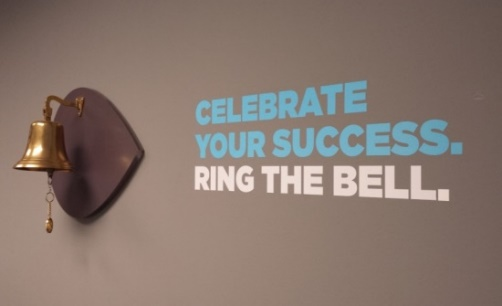 CELEBRATE
YOUR SUCCESS.
RING THE BELL.